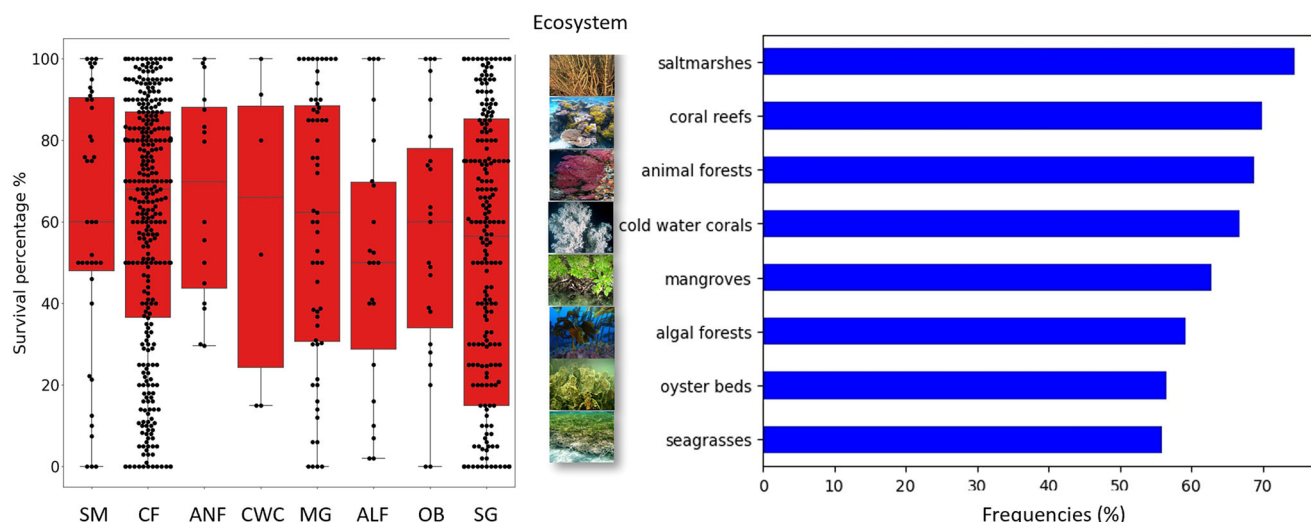 Ecosystem
Survival percentage %
100
80
60
40
20
0
SM CF ANF CWC MG ALF OB SG
saltmarshes
coral reefs
animal forests
cold water corals
mangroves
algal forests
oyster beds
seagrasses
0 10 20 30 40 50 60 70
Frequencies (%)